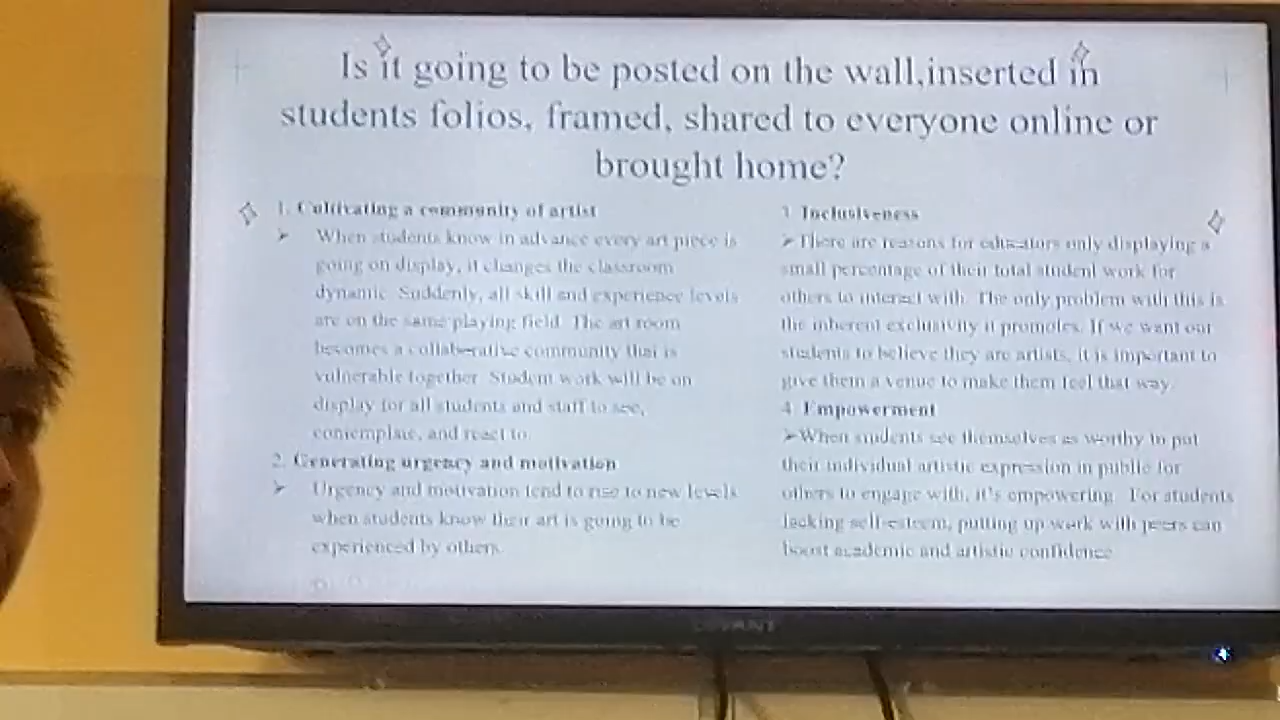 Is it going to be posted on the wall,inserted in
students folios, framed, shared to everyone online or
brought home?
1. Cultivating a community of artist
➢ When students know in advance every art piece is
going on display, it changes the classroom
dynamic. Suddenly, all skill and experience levels
are on the same playing field. The art room
becomes a collaborative community that is
vulnerable together. Student work will be on
display for all students and staff to see,
contemplate, and react to.
2. Generating urgency and motivation
➢ Urgency and motivation tend to rise to new levels
when students know their art is going to be
experienced by others.
3. Inclusiveness
➢There are reasons for educators only displaying a
small percentage of their total student work for
others to interact with. The only problem with this is
the inherent exclusivity it promotes. If we want our
students to believe they are artists, it is important to
give them a venue to make them feel that way.
4. Empowerment
➢When students see themselves as worthy to put
their individual artistic expression in public for
others to engage with, it's empowering. For students
lacking self-esteem, putting up work with peers can
boost academic and artistic confidence